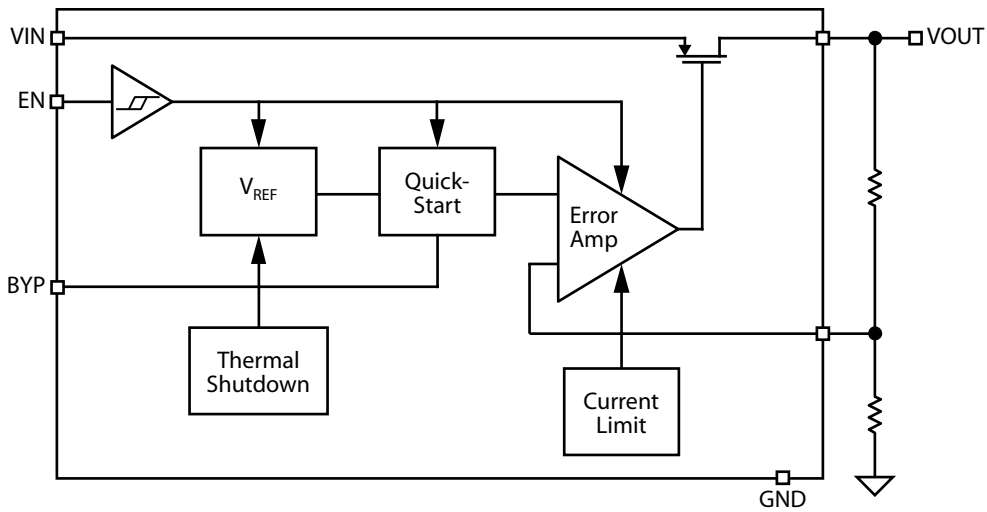 VIN
VOUT
EN
VREF
Quick-
Start
Error
Amp
BYP
Thermal
Shutdown
Current
Limit
GND